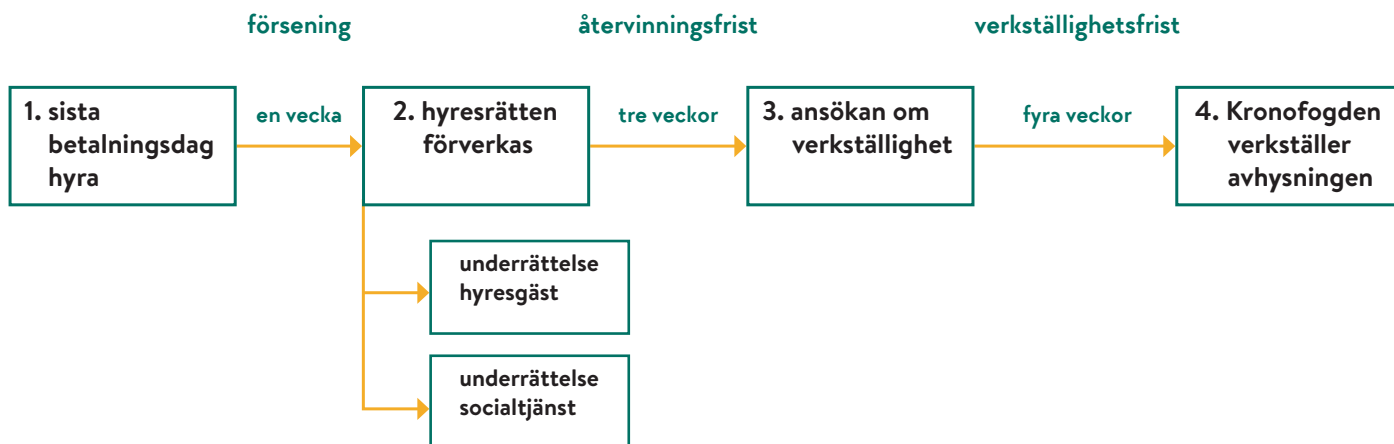 försening
återvinningsfrist
verkställighetsfrist
1. sista
betalningsdag
hyra
en vecka
2. hyresrätten
förverkas
tre veckor
3. ansökan om
verkställighet
fyra veckor
4. Kronofogden
verkställer
avhysningen
underrättelse
hyresgäst
underrättelse
socialtjänst